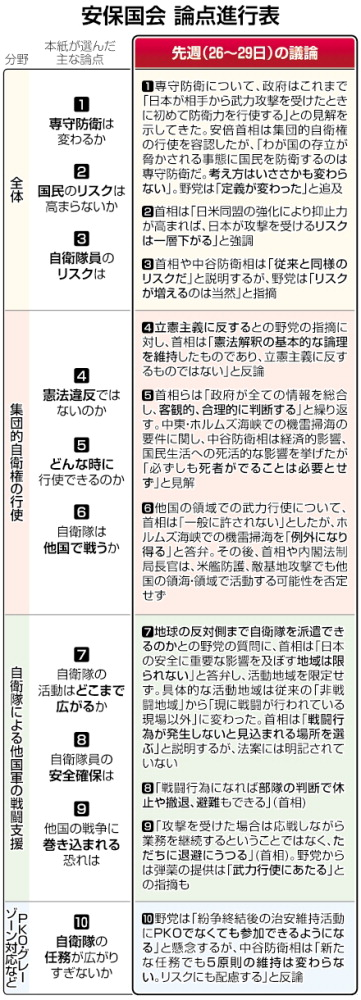 安保国会 論点進行表
分野
本紙が選んだ
主な論点
先週(26〜29日)の議論
全体
1
専守防衛は
変わるか
2
国民のリスクは
高まらないか
3
自衛隊員の
リスクは
1専守防衛について、政府はこれまで
「日本が相手から武力攻撃を受けたとき
に初めて防衛力を行使する」との見解を
示してきた。安倍首相は集団的自衛権
の行使を容認したが、「わが国の存立が
脅かされる事態に国民を防衛するのは
専守防衛だ。考え方はいささかも変わら
ない」。野党は「定義が変わった」と追及
2首相は「日米同盟の強化により抑止力
が高まれば、日本が攻撃を受けるリスク
は一層下がる」と強調
3首相や中谷防衛相は「従来と同様の
リスクだ」と説明するが、野党は「リスク
が増えるのは当然」と指摘
集団的自衛権の行使
4
憲法違反では
ないのか
5
どんな時に
行使できるのか
6
自衛隊は
他国で戦うか
4立憲主義に反するとの野党の指摘に
対し、首相は「憲法解釈の基本的な論理
を維持したものであり、立憲主義に反す
るものではない」と反論
5首相らは「政府が全ての情報を総合
し、客観的、合理的に判断する」と繰り返
す。中東・ホルムズ海峡での機雷掃海の
要件に関し、中谷防衛相は経済的影響、
国民生活への死活的な影響を挙げたが
「必ずしも死者がでることは必要とせ
ず」と見解
6他国の領域での武力行使について、
首相は「一般に許されない」としたが、ホ
ルムズ海峡での機雷掃海を「例外になり
得る」と答弁。その後、首相や内閣法制
局長官は、米艦防護、敵基地攻撃でも他
国の領海・領域で活動する可能性を否定
せず
自衛隊による他国軍の戦闘支援
7
自衛隊の
活動はどこまで
広がるか
8
自衛隊員の
安全確保は
9
他国の戦争に
巻き込まれる
恐れは
7地球の反対側まで自衛隊を派遣でき
るのかとの野党の質問に、首相は「日本
の安全に重要な影響を及ぼす地域は限
られない」と答弁し、活動地域を限定せ
ず。具体的な活動地域は従来の「非戦
闘地域」から「現に戦闘が行われている
現場以外」に変わった。首相は「戦闘行
為が発生しないと見込まれる場所を選
ぶ」と説明するが、法案には明記されて
いない
8「戦闘行為になれば部隊の判断で休
止や撤退、避難もできる」(首相)
9「攻撃を受けた場合は応戦しながら
業務を継続するということではなく、た
だちに退避にうつる」(首相)。野党から
は弾薬の提供は「武力行使にあたる」と
の指摘も
PKO・グレー
ゾーン対応など
10
自衛隊の
任務が広がり
すぎないか
10野党は「紛争終結後の治安維持活動
にPKOでなくても参加できるようにな
る」と懸念するが、中谷防衛相は「新た
な任務でも5原則の維持は変わらな
い。リスクにも配慮する」と反論